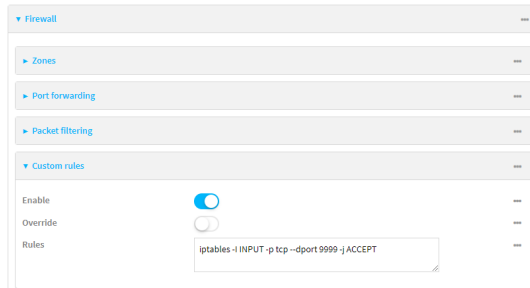 Firewall
Zones
Port forwarding
Packet filtering
Custom rules
Enable
Override
Rules
iptables -I INPUT -p tcp --dport 9999 -j ACCEPT